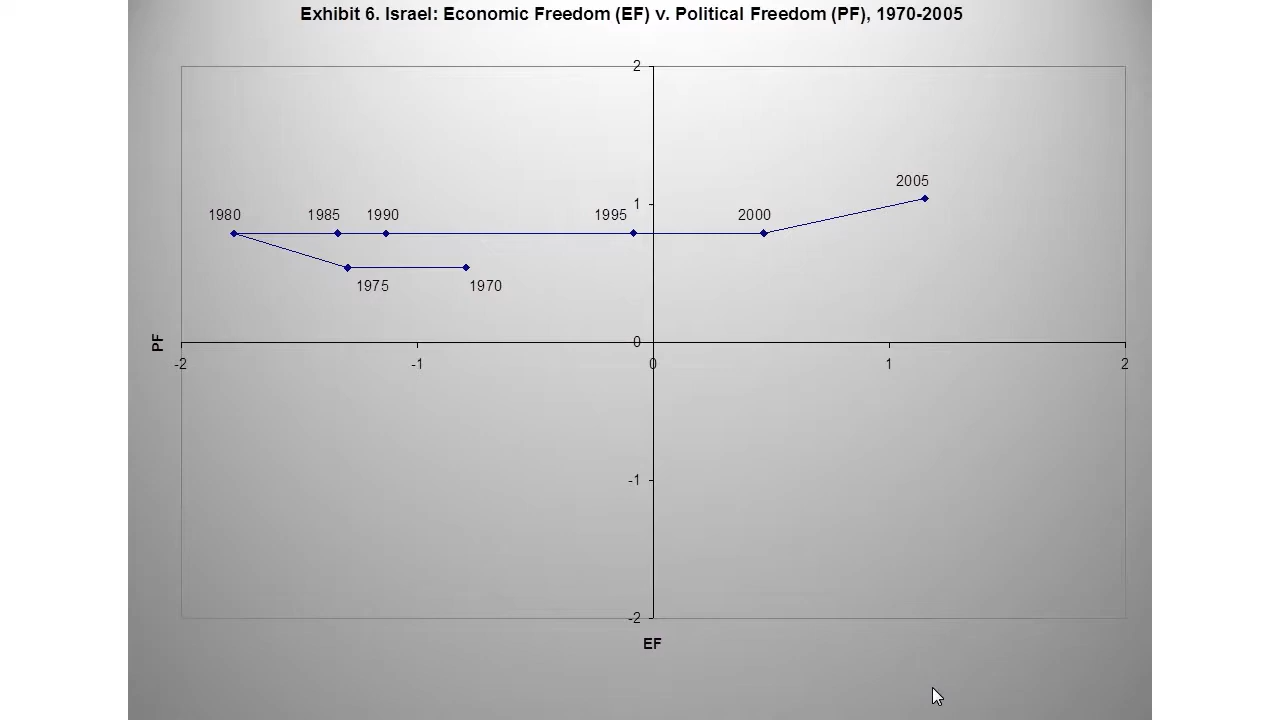 Exhibit 6. Israel: Economic Freedom (EF) v. Political Freedom (PF), 1970-2005
2
2005
1980 1985 1990 1995 1 2000
1975 1970
PF 0
-2 -1 0 1 2
-1
-2
EF